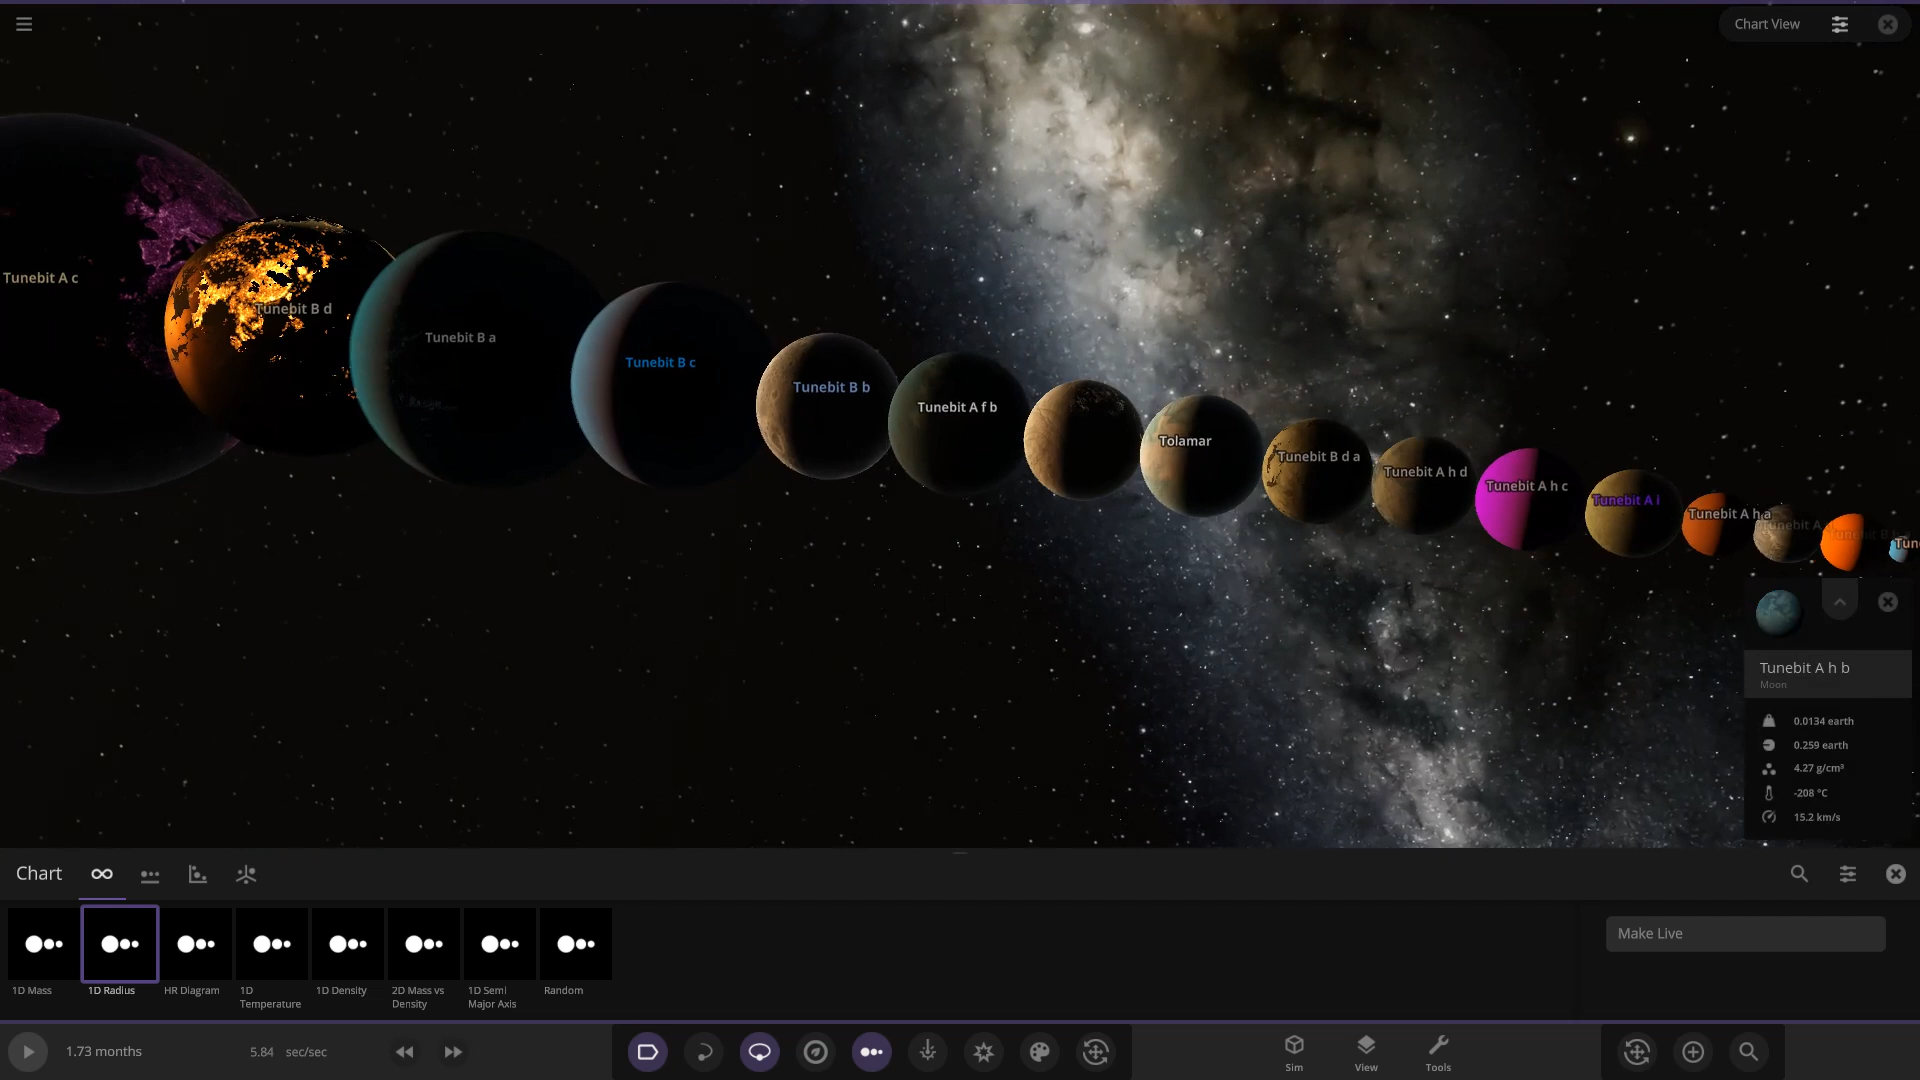 Chart View
Tunebit A c
Tunebit B d
Tunebit B a
Tunebit B c
Tunebit B b
Tunebit A f b
Tolamar
Tunebit B d a
Tunebit A h d
Tunebit A h c
Tunebit A i
Tunebit A h a
Tunebit A
Tun
Tunebit A h b
Moon
0.0134 earth
0.259 earth
4.27 g/cm³
-208 °C
15.2 km/s
Chart
Make Live
1D Mass
1D Radius
HR Diagram
1D Temperature
1D Density
2D Mass vs Density
1D Semi Major Axis
Random
1.73 months
5.84 sec/sec
Sim
View
Tools